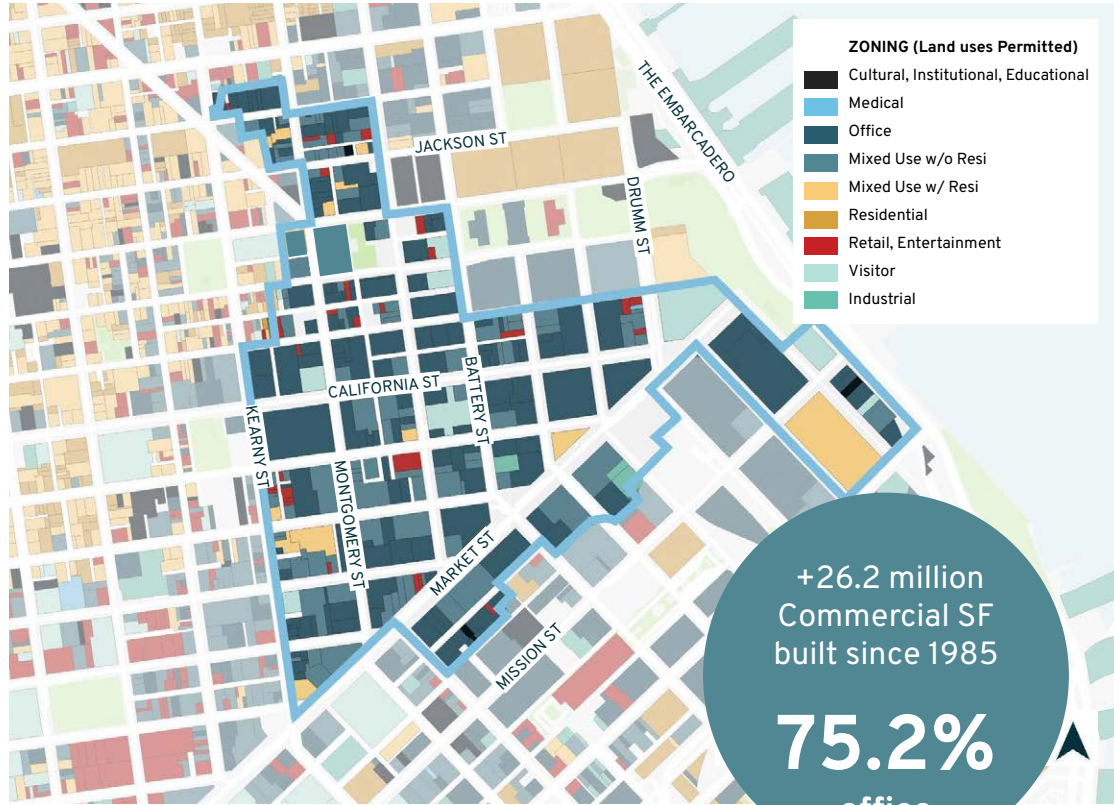 ZONING (Land uses Permitted)
Cultural, Institutional, Educational
Medical
Office
Mixed Use w/o Resi
Mixed Use w/ Resi
Residential
Retail, Entertainment
Visitor
Industrial
THE EMBARCADERO
JACKSON ST
DRUMM ST
CALIFORNIA ST
BATTERY ST
KEARNY ST
MONTGOMERY ST
MARKET ST
MISSION ST
+26.2 million
Commercial SF
built since 1985
75.2%
office